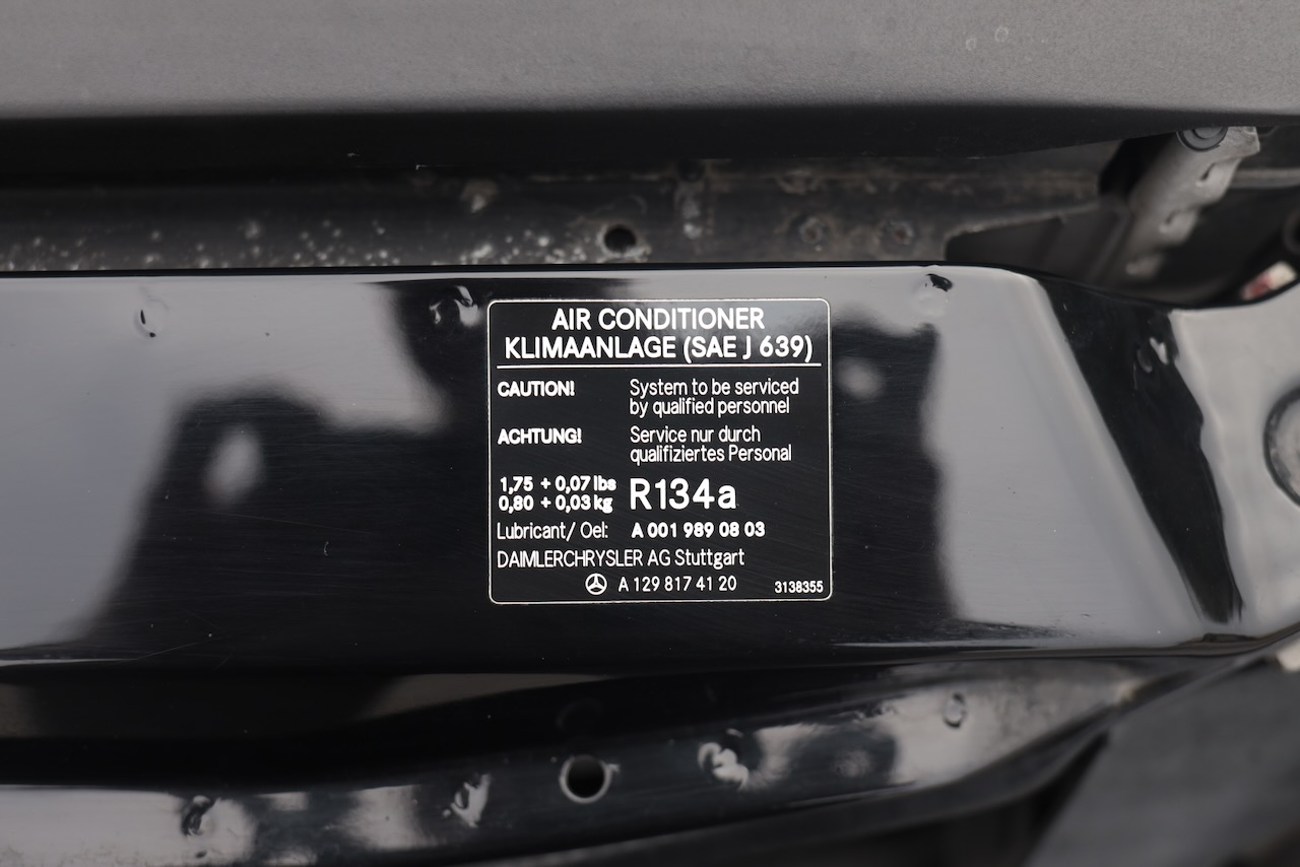 AIR CONDITIONER
KLIMAANLAGE (SAE J 639)
CAUTION! System to be serviced
by qualified personnel
ACHTUNG! Service nur durch
qualifiziertes Personal
1,75 + 0,07 lbs
0,80 + 0,03 kg R134a
Lubricant/ Oel: A 001 989 08 03
DAIMLERCHRYSLER AG Stuttgart
A 129 817 41 20 3138355